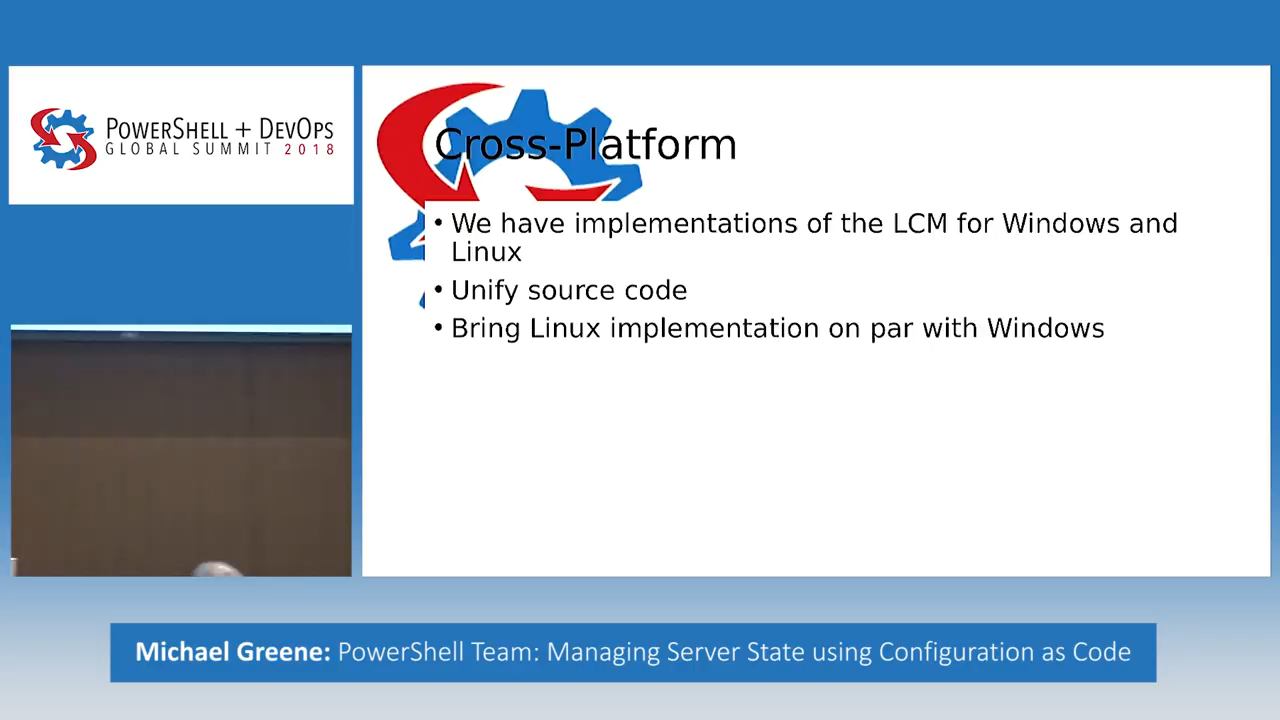 POWERSHELL + DEVOPS
GLOBAL SUMMIT 2018
Cross-Platform
• We have implementations of the LCM for Windows and
Linux
• Unify source code
• Bring Linux implementation on par with Windows
Michael Greene: PowerShell Team: Managing Server State using Configuration as Code